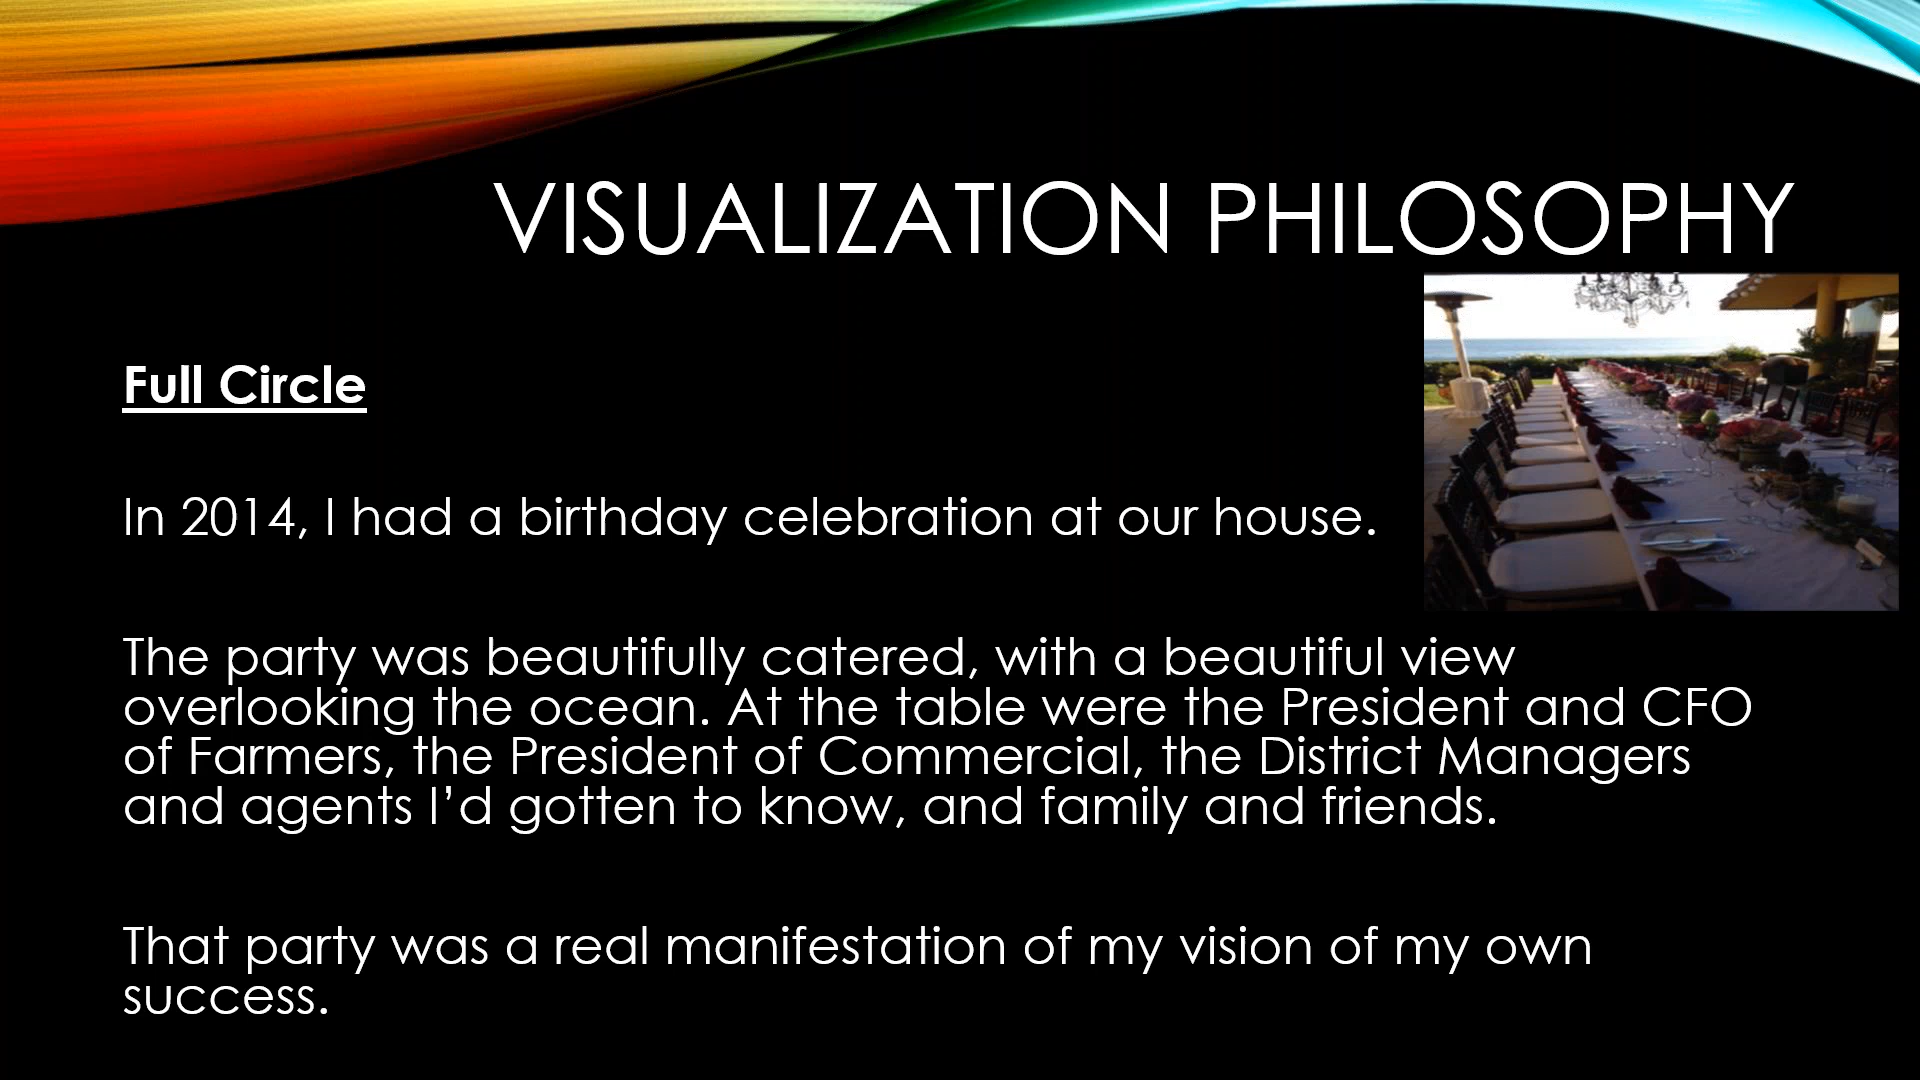 VISUALIZATION PHILOSOPHY
Full Circle
In 2014, I had a birthday celebration at our house.
The party was beautifully catered, with a beautiful view
overlooking the ocean. At the table were the President and CFO
of Farmers, the President of Commercial, the District Managers
and agents I’d gotten to know, and family and friends.
That party was a real manifestation of my vision of my own
success.